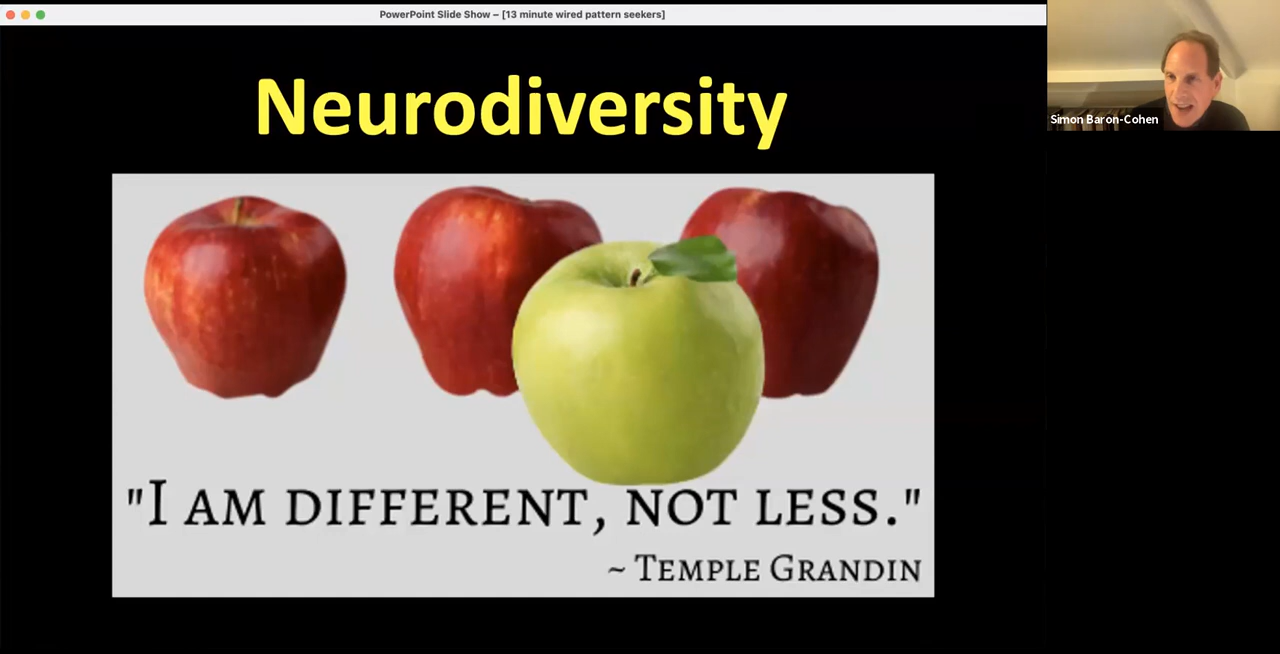 PowerPoint Slide Show – [13 minute wired pattern seekers]
Neurodiversity
"I AM DIFFERENT, NOT LESS."
~ TEMPLE GRANDIN
Simon Baron-Cohen